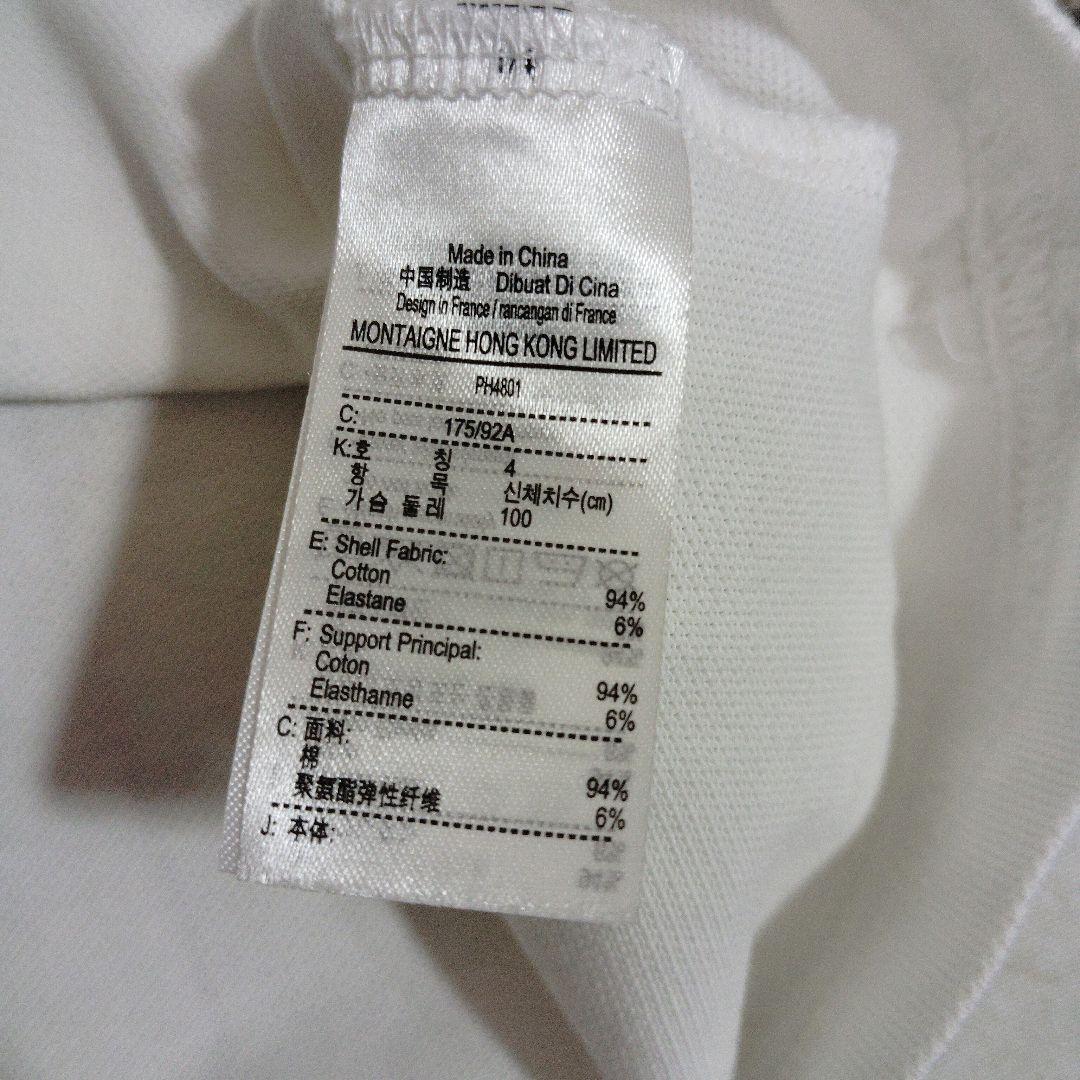 Made in China
中国制造 Dibuat Di Cina
Design in France / rancangan di France
MONTAIGNE HONG KONG LIMITED
PH4801
C: 175/92A
K:호 칭 4
항 목 신체치수(㎝)
가슴 둘레 100
E: Shell Fabric:
Cotton 94%
Elastane 6%
F: Support Principal:
Coton 94%
Elasthanne 6%
C: 面料:
棉 94%
聚氨酯弹性纤维 6%
J: 本体: